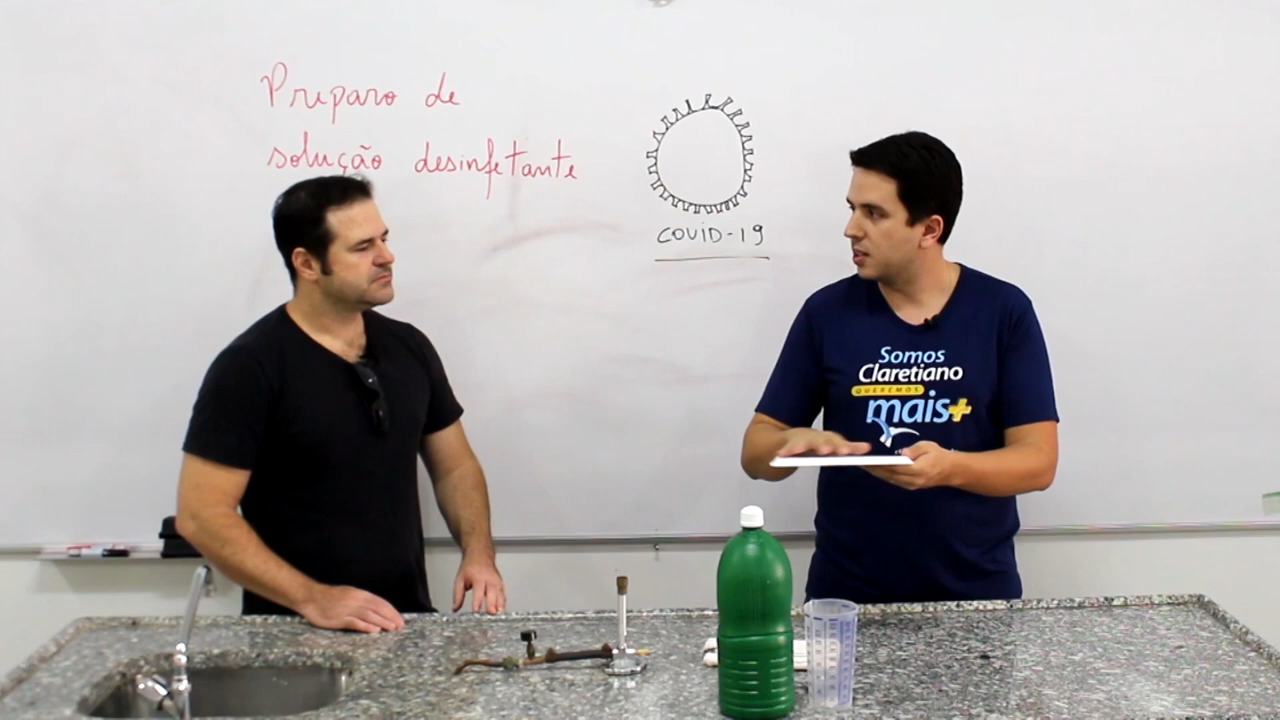 Preparo de
solução desinfetante
COVID-19
Somos
Claretiano
QUEREMOS
mais+